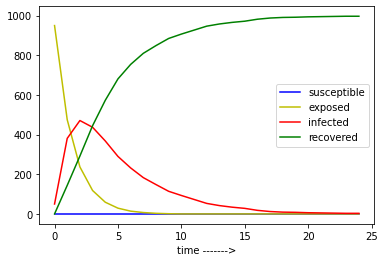 1000
800
600
400
200
0
susceptible
exposed
infected
recovered
0 5 10 15 20 25
time ------->